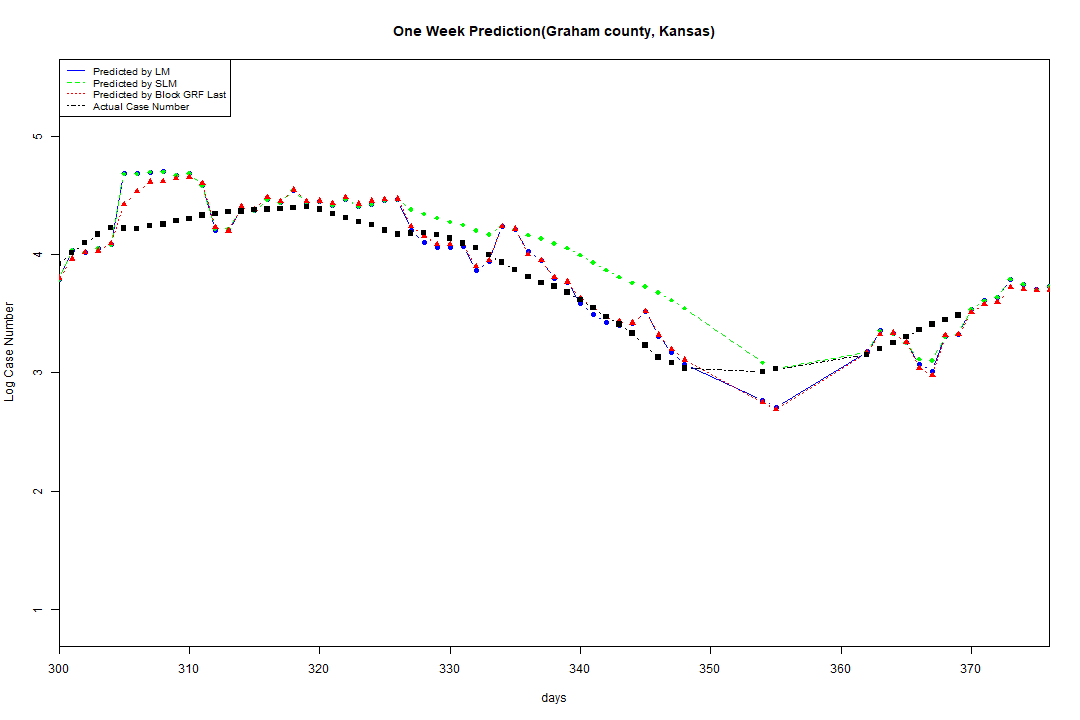 One Week Prediction(Graham county, Kansas)
Predicted by LM
Predicted by SLM
Predicted by Block GRF Last
Actual Case Number
5
4
3
2
1
Log Case Number
300 310 320 330 340 350 360 370
days